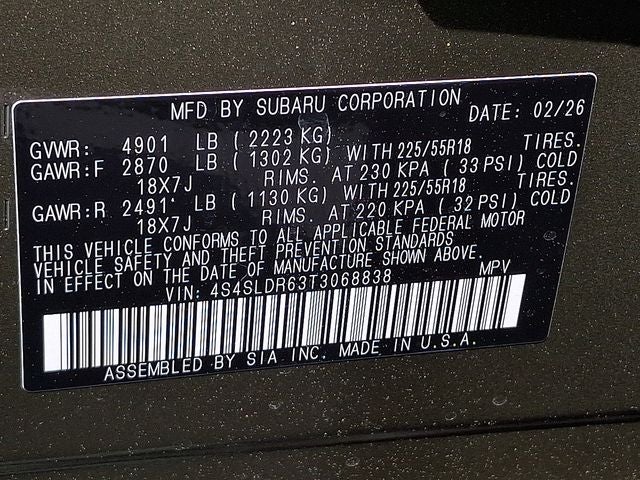 MFD BY SUBARU CORPORATION DATE: 02/26
GVWR: 4901 LB ( 2223 KG)
GAWR:F 2870 LB ( 1302 KG) WITH 225/55R18 TIRES.
18X7J RIMS. AT 230 KPA ( 33 PSI) COLD
GAWR:R 2491 LB ( 1130 KG) WITH 225/55R18 TIRES.
18X7J RIMS. AT 220 KPA ( 32 PSI) COLD
THIS VEHICLE CONFORMS TO ALL APPLICABLE FEDERAL MOTOR
VEHICLE SAFETY AND THEFT PREVENTION STANDARDS
IN EFFECT ON DATE OF MANUFACTURE SHOWN ABOVE.
VIN: 4S4SLDR63T3068838 MPV
ASSEMBLED BY SIA INC. MADE IN U.S.A.